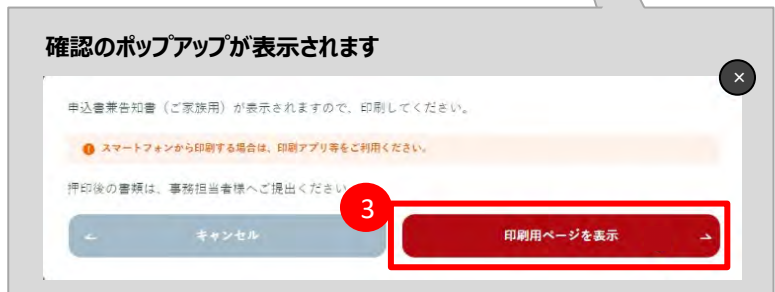 確認のポップアップが表示されます
×
申込書兼告知書（ご家族用）が表示されますので、印刷してください。
! スマートフォンから印刷する場合は、印刷アプリ等をご利用ください。
押印後の書類は、事務担当者様へご提出ください
3
キャンセル
印刷用ページを表示